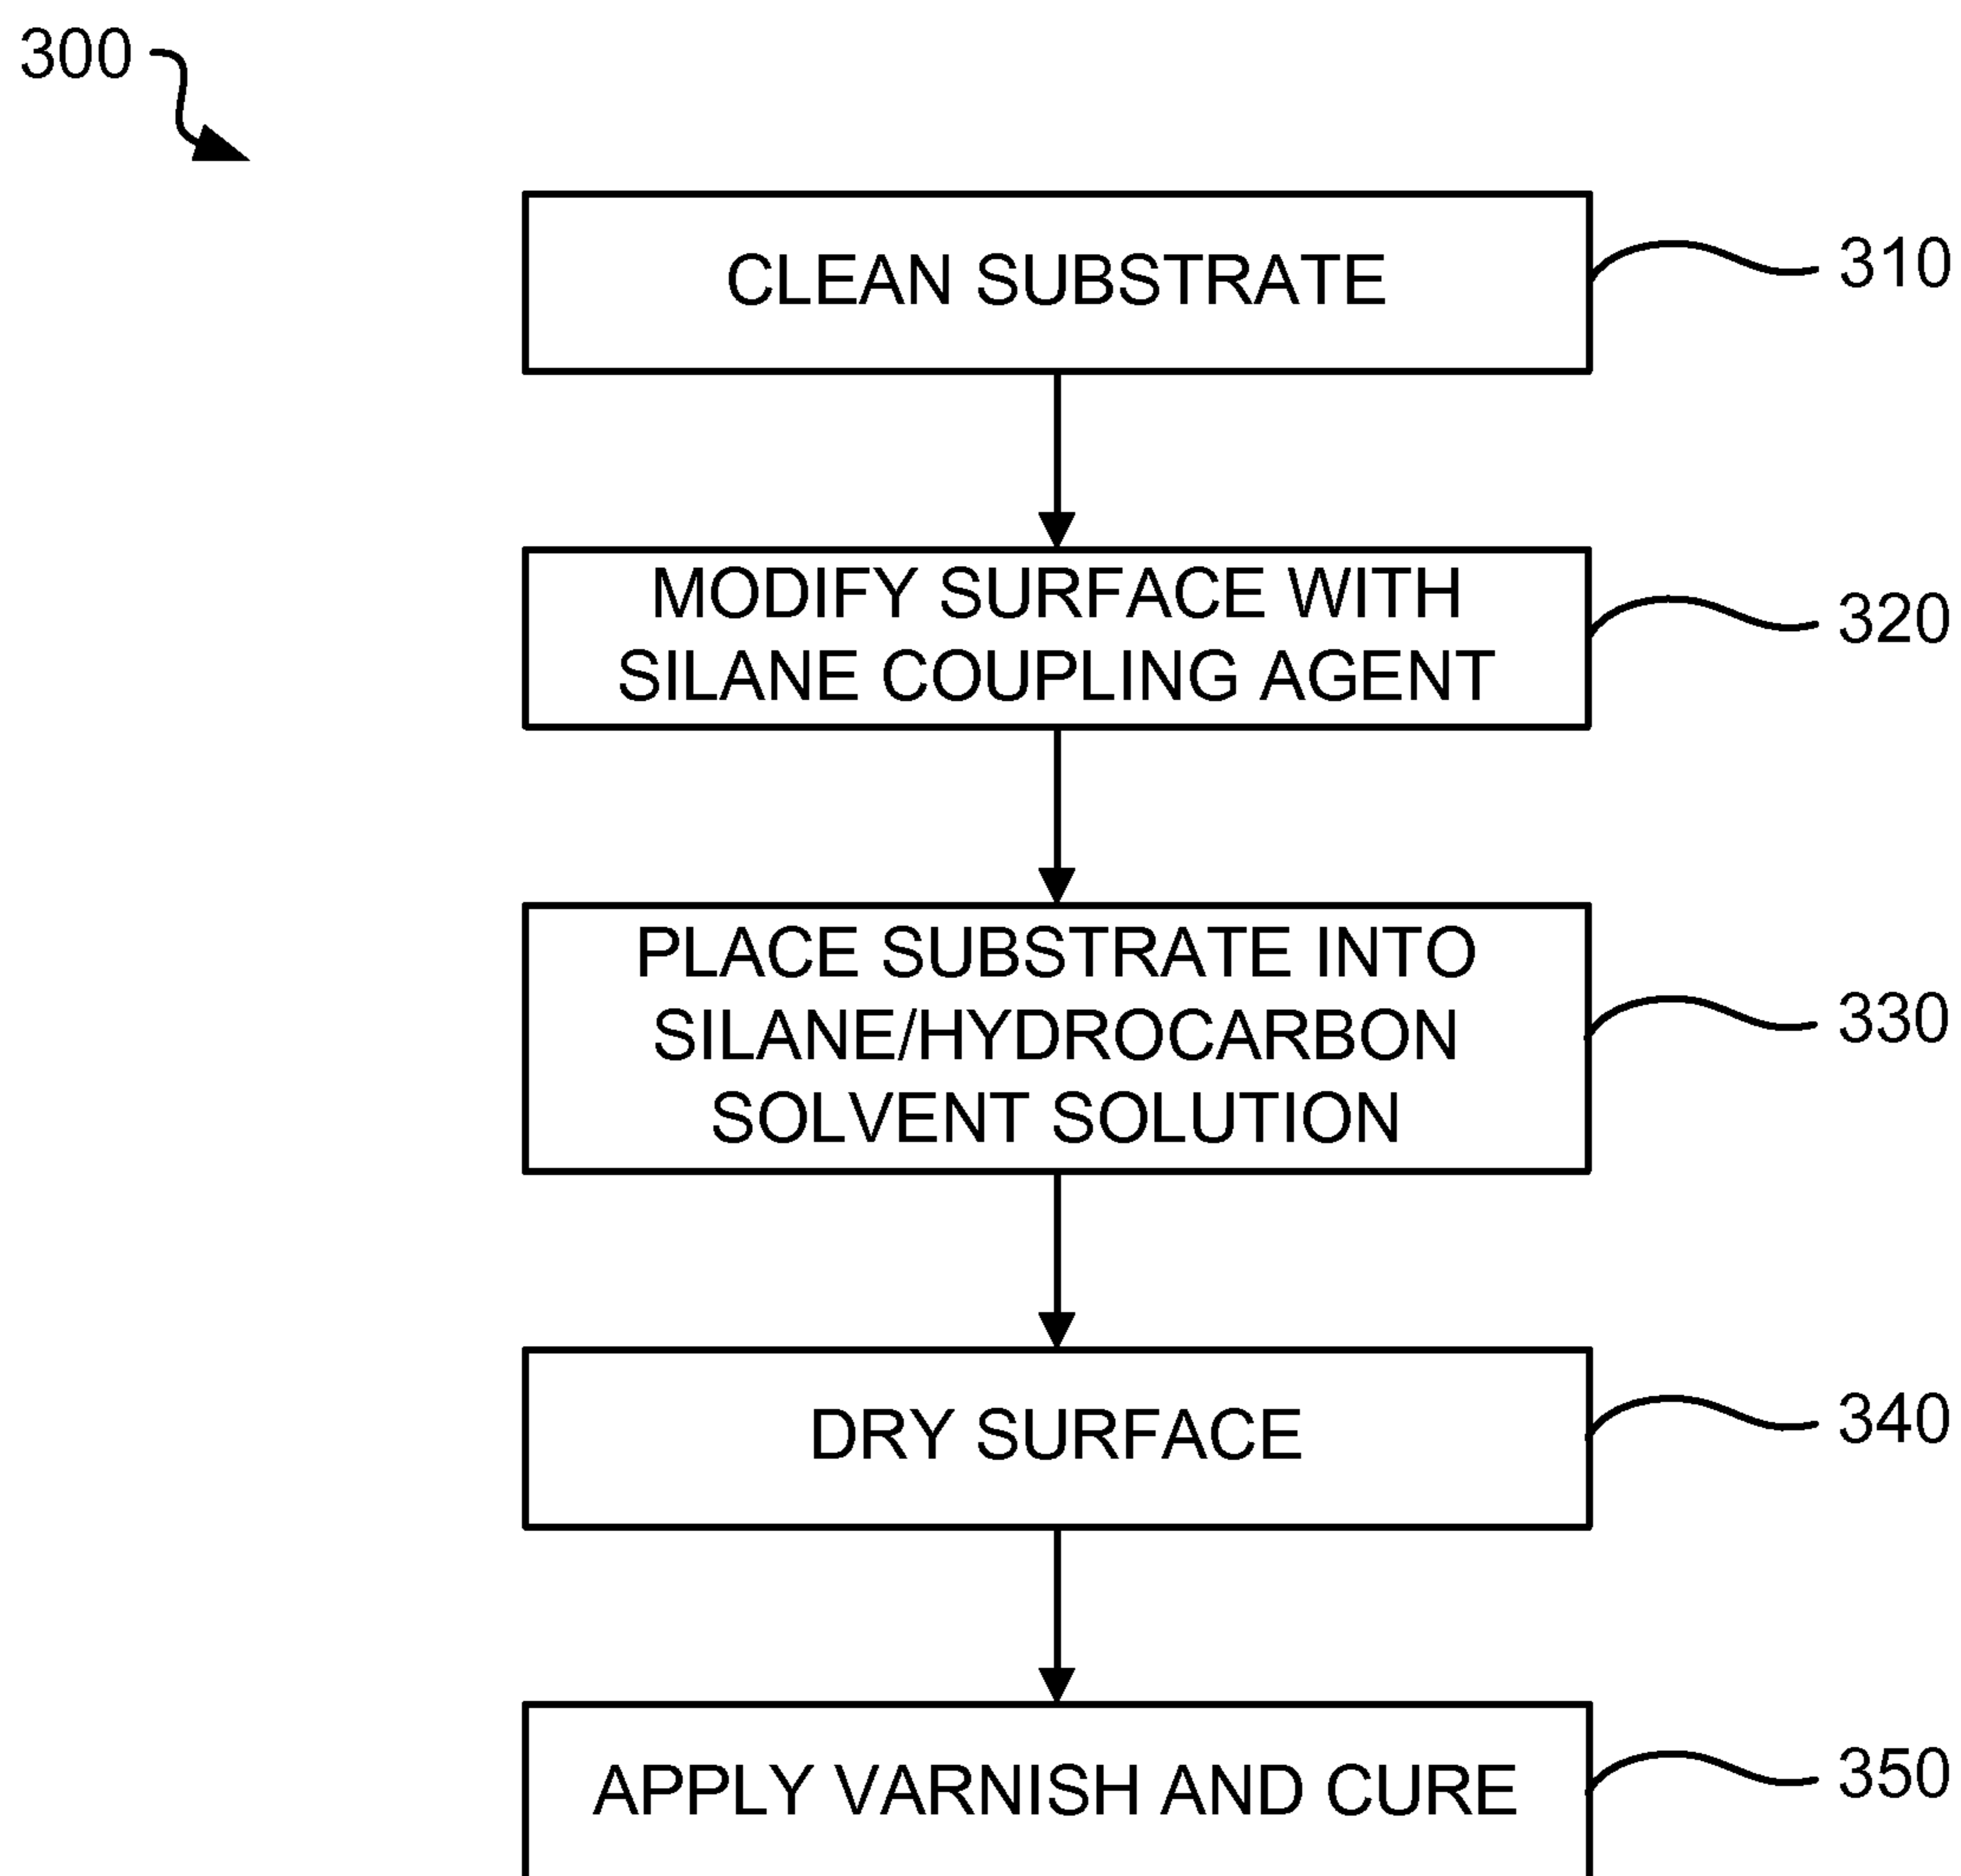 300
CLEAN SUBSTRATE
310
MODIFY SURFACE WITH
SILANE COUPLING AGENT
320
PLACE SUBSTRATE INTO
SILANE/HYDROCARBON
SOLVENT SOLUTION
330
DRY SURFACE
340
APPLY VARNISH AND CURE
350